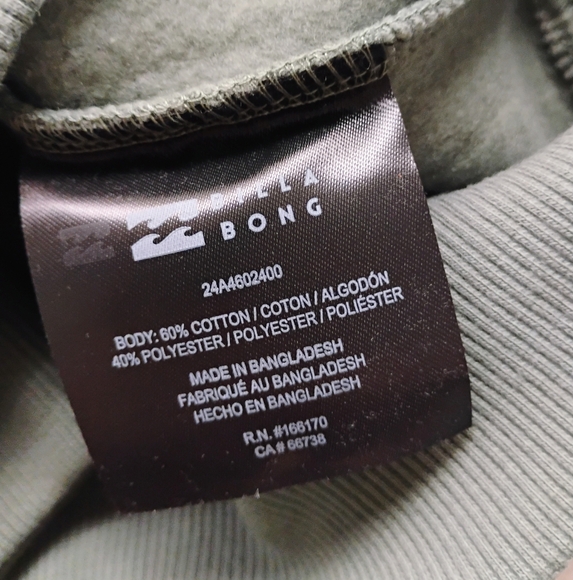 BILLA
BONG
24A4602400
BODY: 60% COTTON / COTON / ALGODÓN
40% POLYESTER / POLYESTER / POLIÉSTER
MADE IN BANGLADESH
FABRIQUÉ AU BANGLADESH
HECHO EN BANGLADESH
R.N. #166170
CA# 66738